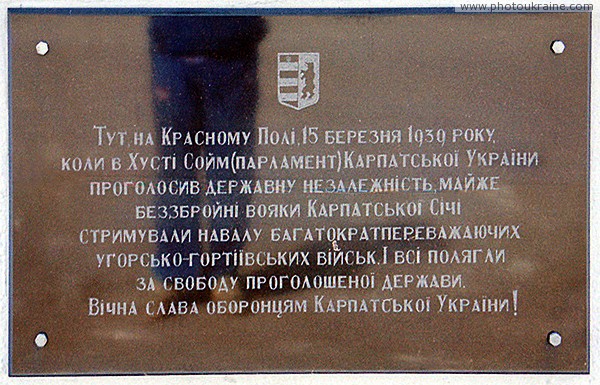 www.photoukraine.com
Тут, на Красному Полі, 15 березня 1939 року,
коли в Хусті Сойм(парламент)Карпатської України
проголосив державну незалежність, майже
беззбройні вояки Карпатської Січі
стримували навалу багатократпереважаючих
угорсько-гортіївських військ. І всі полягли
за свободу проголошеної держави.
Вічна слава оборонцям Карпатської України!